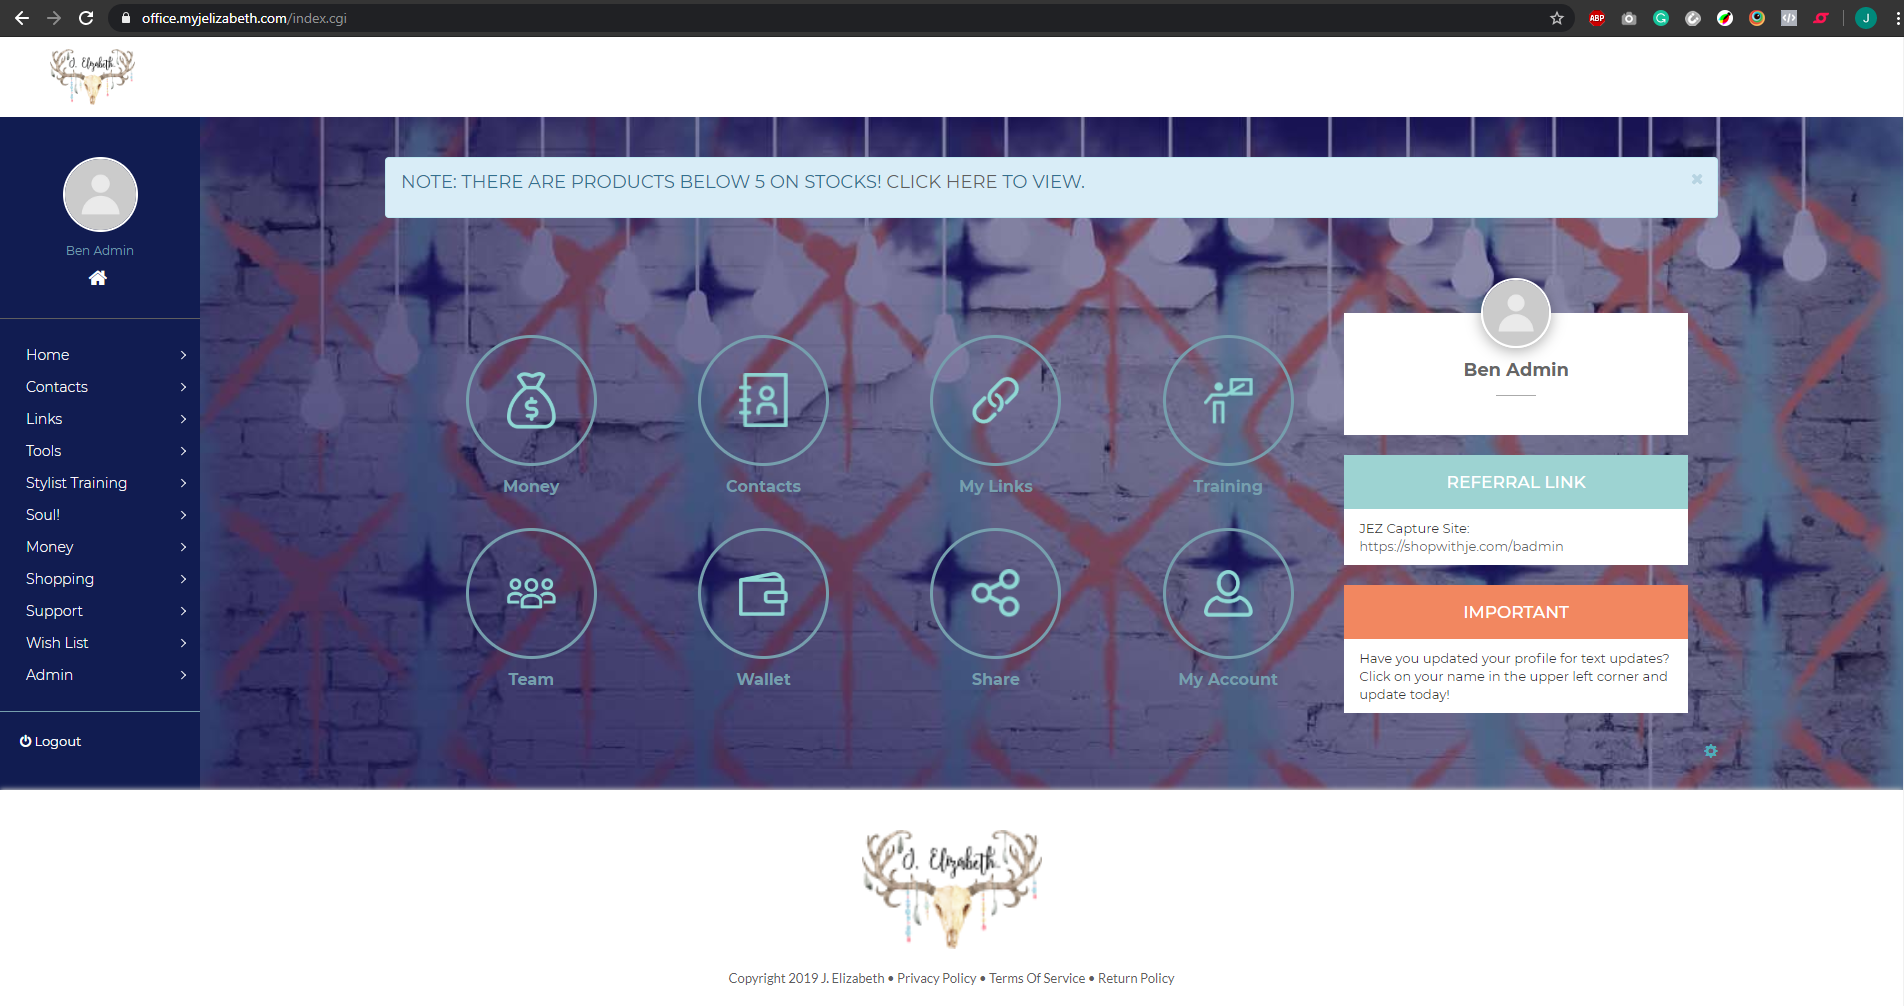 office.myjelizabeth.com/index.cgi
ABP
J
J. Elizabeth
Ben Admin
Home
Contacts
Links
Tools
Stylist Training
Soul!
Money
Shopping
Support
Wish List
Admin
Logout
NOTE: THERE ARE PRODUCTS BELOW 5 ON STOCKS! CLICK HERE TO VIEW.
Money
Contacts
My Links
Training
Team
Wallet
Share
My Account
Ben Admin
REFERRAL LINK
JEZ Capture Site:
https://shopwithje.com/badmin
IMPORTANT
Have you updated your profile for text updates?
Click on your name in the upper left corner and
update today!
J. Elizabeth
Copyright 2019 J. Elizabeth • Privacy Policy • Terms Of Service • Return Policy